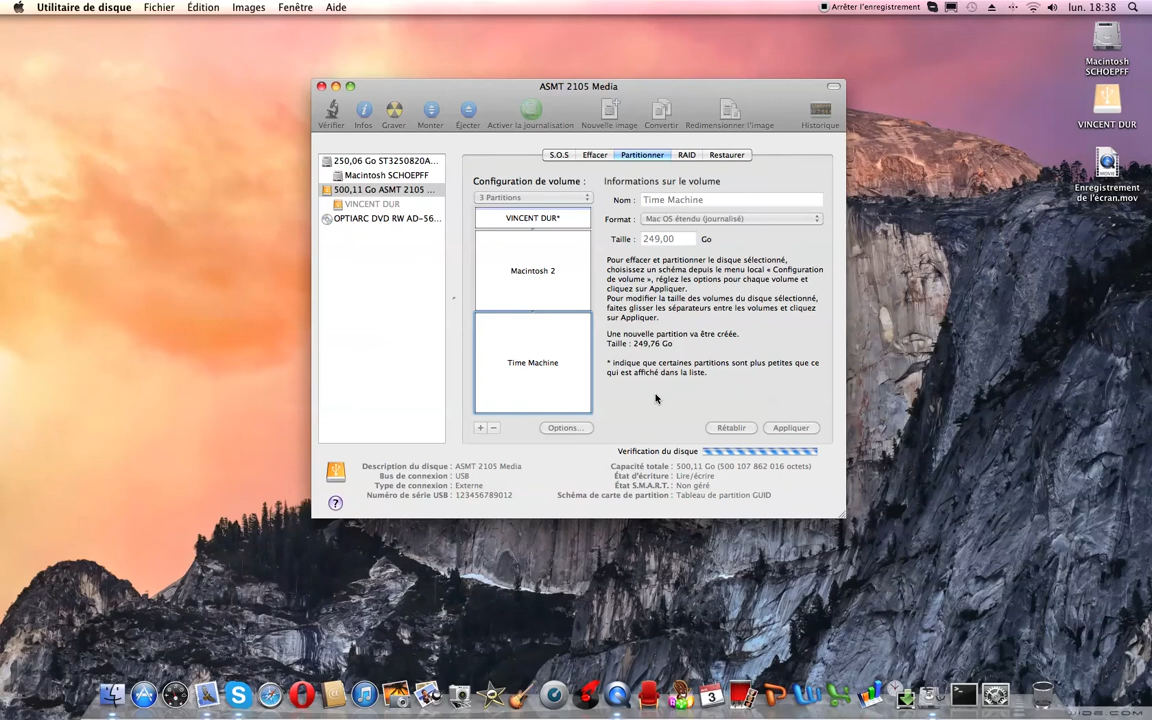 Utilitaire de disque Fichier Édition Images Fenêtre Aide
Arrêter l'enregistrement lun. 18:38
ASMT 2105 Media
Vérifier Infos Graver Monter Éjecter Activer la journalisation Nouvelle image Convertir Redimensionner l'image Historique
250,06 Go ST3250820A...
Macintosh SCHOEPFF
500,11 Go ASMT 2105 ...
VINCENT DUR
OPTIARC DVD RW AD-56...
S.O.S Effacer Partitionner RAID Restaurer
Configuration de volume :
3 Partitions
VINCENT DUR*
Macintosh 2
Time Machine
+ − Options...
Informations sur le volume
Nom : Time Machine
Format : Mac OS étendu (journalisé)
Taille : 249,00 Go
Pour effacer et partitionner le disque sélectionné,
choisissez un schéma depuis le menu local « Configuration
de volume », réglez les options pour chaque volume et
cliquez sur Appliquer.
Pour modifier la taille des volumes du disque sélectionné,
faites glisser les séparateurs entre les volumes et cliquez
sur Appliquer.
Une nouvelle partition va être créée.
Taille : 249,76 Go
* indique que certaines partitions sont plus petites que ce
qui est affiché dans la liste.
Rétablir Appliquer
Verification du disque
Description du disque : ASMT 2105 Media
Bus de connexion : USB
Type de connexion : Externe
Numéro de série USB : 123456789012
Capacité totale : 500,11 Go (500 107 862 016 octets)
État d'écriture : Lire/écrire
État S.M.A.R.T. : Non géré
Schéma de carte de partition : Tableau de partition GUID
?
Macintosh
SCHOEPFF
VINCENT DUR
MOVIE
Enregistrement
de l'écran.mov
3